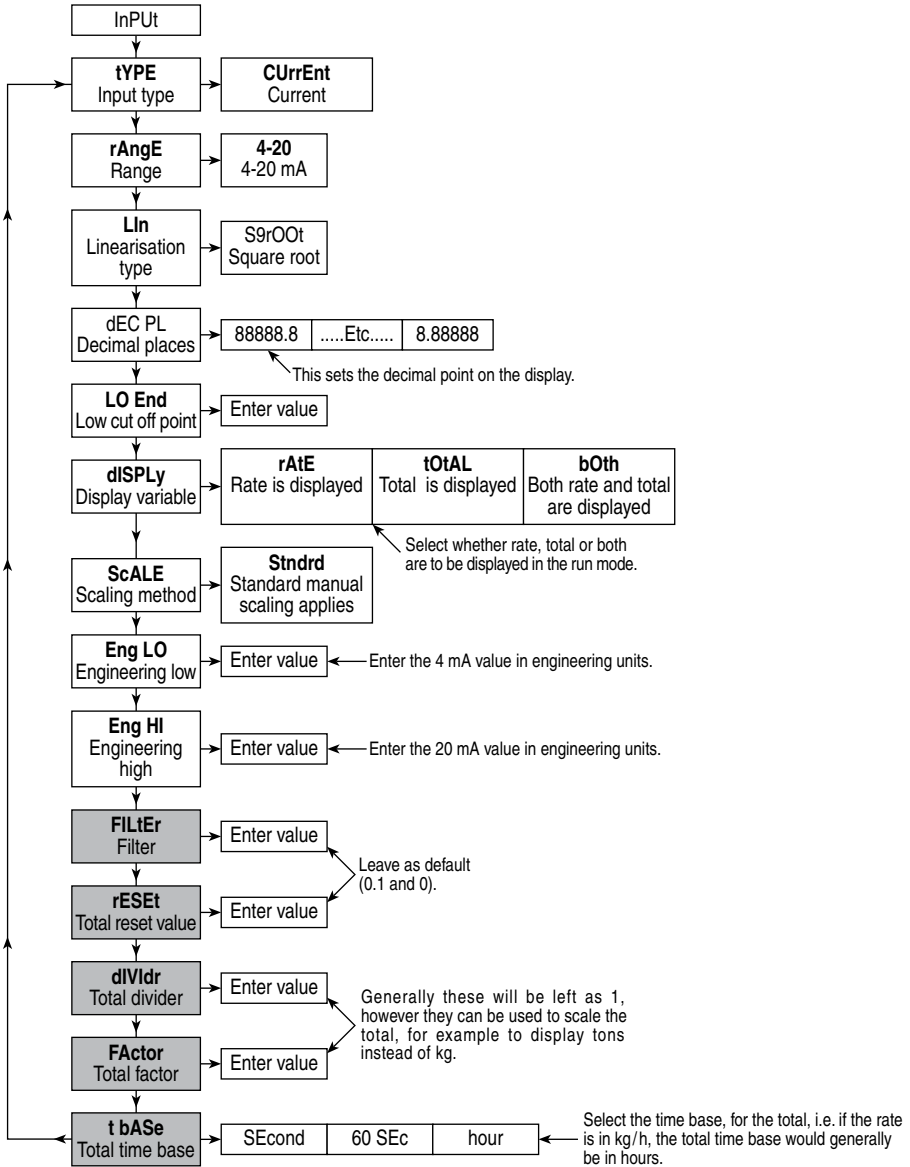 InPUt
tYPE
Input type
CUrrEnt
Current
rAngE
Range
4-20
4-20 mA
LIn
Linearisation
type
S9rOOt
Square root
dEC PL
Decimal places
88888.8 .....Etc..... 8.88888
This sets the decimal point on the display.
LO End
Low cut off point
Enter value
dISPLy
Display variable
rAtE
Rate is displayed
tOtAL
Total is displayed
bOth
Both rate and total
are displayed
Select whether rate, total or both
are to be displayed in the run mode.
ScALE
Scaling method
Stndrd
Standard manual
scaling applies
Eng LO
Engineering low
Enter value
Enter the 4 mA value in engineering units.
Eng HI
Engineering
high
Enter value
Enter the 20 mA value in engineering units.
FILtEr
Filter
Enter value
Leave as default
(0.1 and 0).
rESEt
Total reset value
Enter value
dIVIdr
Total divider
Enter value
Generally these will be left as 1,
however they can be used to scale the
total, for example to display tons
instead of kg.
FActor
Total factor
Enter value
t bASe
Total time base
SEcond 60 SEc hour
Select the time base, for the total, i.e. if the rate
is in kg/h, the total time base would generally
be in hours.